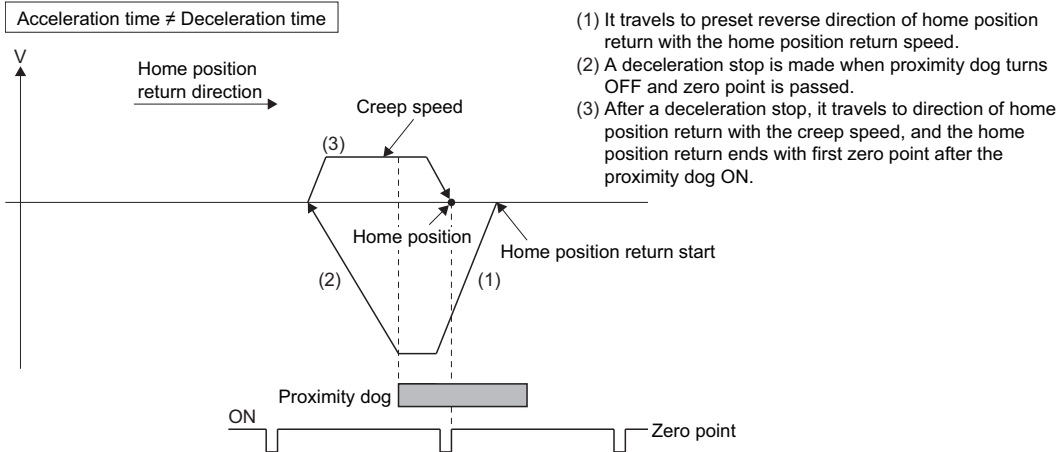 Acceleration time ≠ Deceleration time
V
Home position
return direction
Creep speed
(3)
Home position
Home position return start
(2)
(1)
Proximity dog
ON
Zero point
(1) It travels to preset reverse direction of home position
return with the home position return speed.
(2) A deceleration stop is made when proximity dog turns
OFF and zero point is passed.
(3) After a deceleration stop, it travels to direction of home
position return with the creep speed, and the home
position return ends with first zero point after the
proximity dog ON.